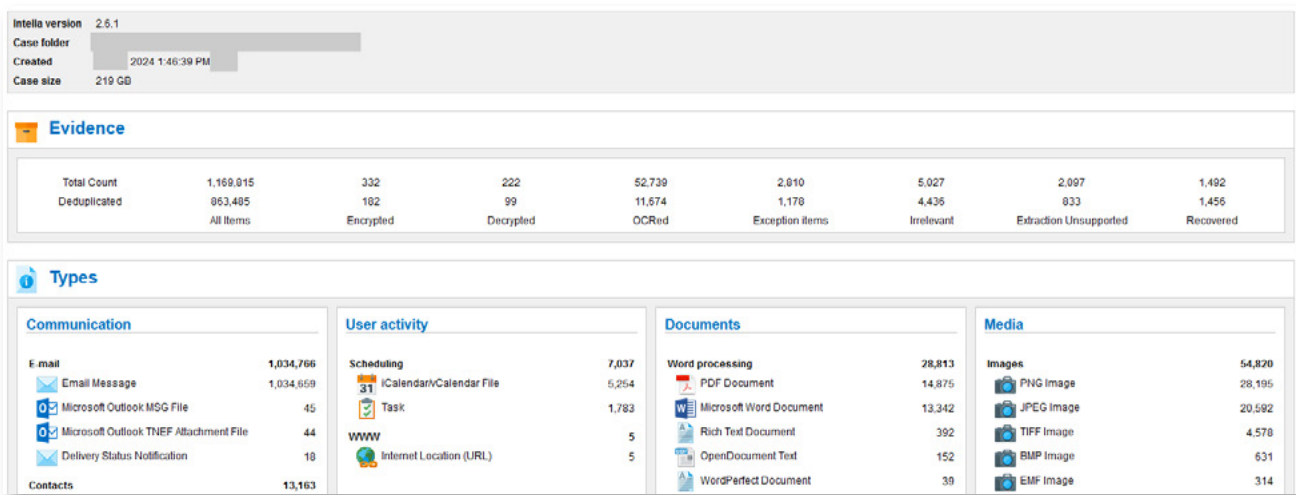 Intella version 2.6.1
Case folder
Created 2024 1:46:39 PM
Case size 219 GB
Evidence
Total Count 1,169,815 332 222 52,739 2,810 5,027 2,097 1,492
Deduplicated 863,485 182 99 11,674 1,178 4,436 833 1,456
All Items Encrypted Decrypted OCRed Exception items Irrelevant Extraction Unsupported Recovered
Types
Communication
E-mail 1,034,766
Email Message 1,034,659
Microsoft Outlook MSG File 45
Microsoft Outlook TNEF Attachment File 44
Delivery Status Notification 18
Contacts 13,163
User activity
Scheduling 7,037
31 iCalendar/vCalendar File 5,254
Task 1,783
WWW 5
Internet Location (URL) 5
Documents
Word processing 28,813
PDF Document 14,875
Microsoft Word Document 13,342
Rich Text Document 392
OpenDocument Text 152
WordPerfect Document 39
Media
Images 54,820
PNG Image 28,195
JPEG Image 20,592
TIFF Image 4,578
BMP Image 631
EMF Image 314